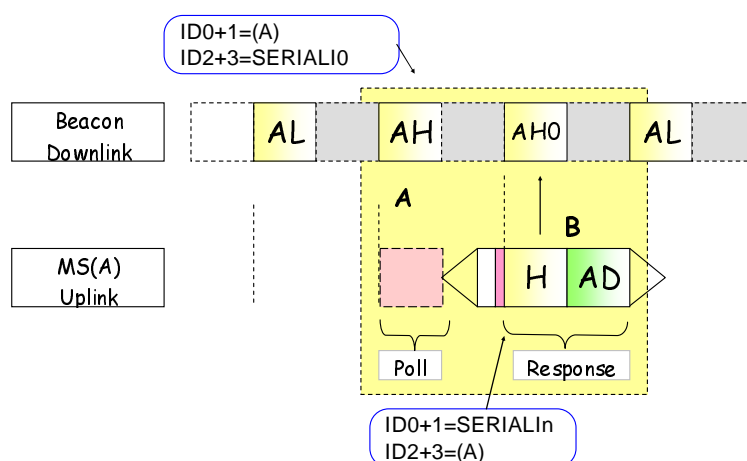 ID0+1=(A)
ID2+3=SERIALI0
Beacon
Downlink
AL
AH
AH0
AL
A
B
MS(A)
Uplink
H
AD
Poll
Response
ID0+1=SERIALIn
ID2+3=(A)